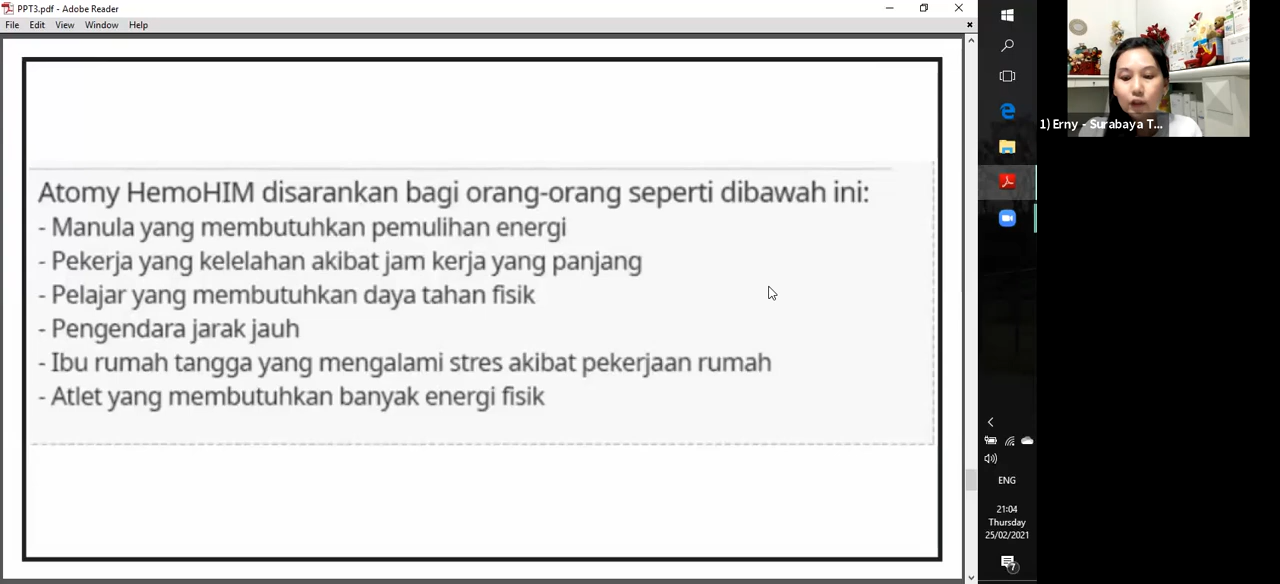 PPT3.pdf - Adobe Reader
File Edit View Window Help
Atomy HemoHIM disarankan bagi orang-orang seperti dibawah ini:
- Manula yang membutuhkan pemulihan energi
- Pekerja yang kelelahan akibat jam kerja yang panjang
- Pelajar yang membutuhkan daya tahan fisik
- Pengendara jarak jauh
- Ibu rumah tangga yang mengalami stres akibat pekerjaan rumah
- Atlet yang membutuhkan banyak energi fisik
1) Erny - Surabaya T...
ENG
21:04
Thursday
25/02/2021
7